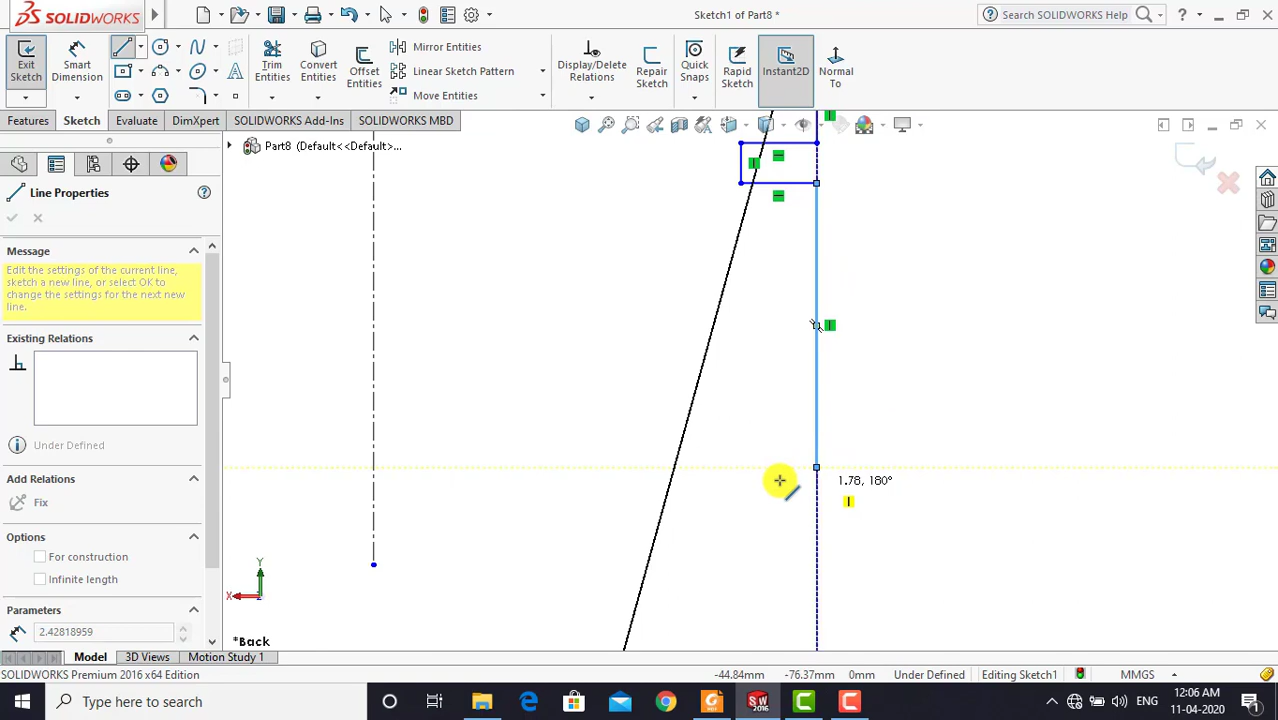 SOLIDWORKS
Sketch1 of Part8 *
Search SOLIDWORKS Help
?
Exit Sketch
Smart Dimension
Trim Entities
Convert Entities
Offset Entities
Mirror Entities
Linear Sketch Pattern
Move Entities
Display/Delete Relations
Repair Sketch
Quick Snaps
Rapid Sketch
Instant2D
Normal To
Features
Sketch
Evaluate
DimXpert
SOLIDWORKS Add-Ins
SOLIDWORKS MBD
Part8 (Default<<Default>...
Line Properties
Message
Edit the settings of the current line,
sketch a new line, or select OK to
change the settings for the next new
line.
Existing Relations
Under Defined
Add Relations
Fix
Options
For construction
Infinite length
Parameters
2.42818959
1.78, 180°
Y
X
Z
*Back
Model
3D Views
Motion Study 1
SOLIDWORKS Premium 2016 x64 Edition
-44.84mm
-76.37mm
0mm
Under Defined
Editing Sketch1
MMGS
Type here to search
SW
2016
ENG
12:06 AM
11-04-2020
1